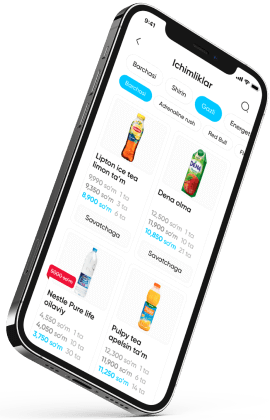 9:41
Ichimliklar
Barchasi
Shirin
Gazli
Energet
Barchasi
Adrenaline rush
Red Bull
Lipton ice tea
limon ta'm
9,990 so'm 1 ta
9,350 so'm 3 ta
8,900 so'm 6 ta
Savatchaga
Dena olma
12,500 so'm 1 ta
11,900 so'm 10 ta
10,850 so'm 21 ta
Savatchaga
5000 so'm
Nestle Pure life
oilaviy
4,550 so'm 1 ta
4,050 so'm 10 ta
3,750 so'm 30 ta
Pulpy tea
apelsin ta'm
12,300 so'm 1 ta
11,900 so'm 6 ta
11,250 so'm 14 ta